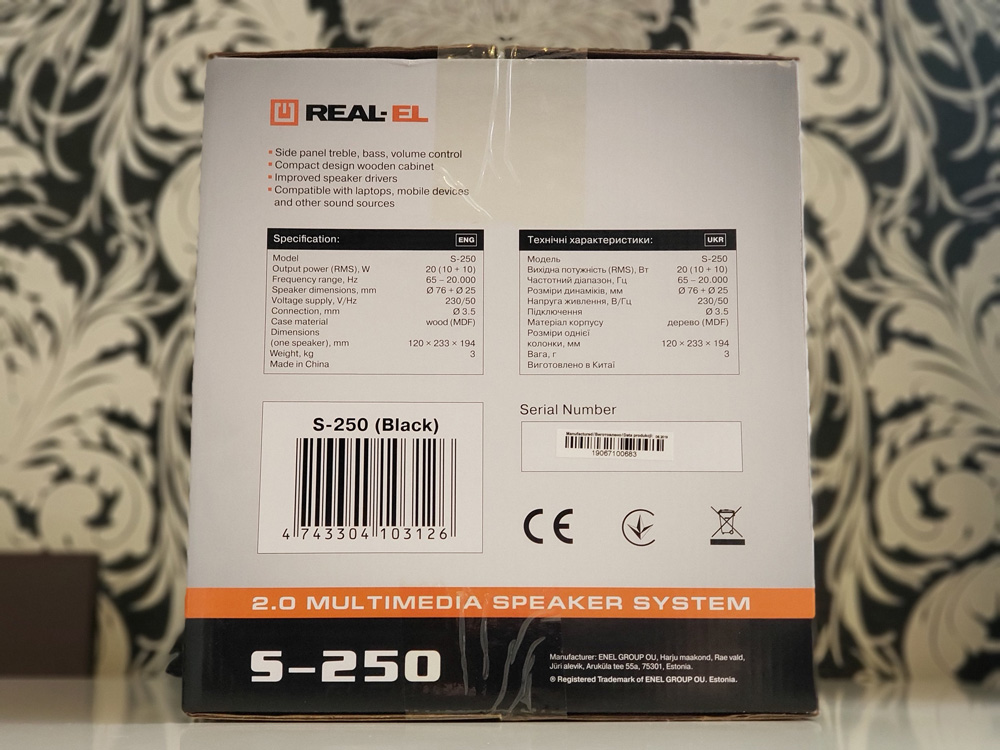 REAL-EL
Side panel treble, bass, volume control
Compact design wooden cabinet
Improved speaker drivers
Compatible with laptops, mobile devices
and other sound sources
Specification: ENG
Model S-250
Output power (RMS), W 20 (10 + 10)
Frequency range, Hz 65 – 20.000
Speaker dimensions, mm Ø 76 + Ø 25
Voltage supply, V/Hz 230/50
Connection, mm Ø 3.5
Case material wood (MDF)
Dimensions
(one speaker), mm 120 × 233 × 194
Weight, kg 3
Made in China
Технічні характеристики: UKR
Модель S-250
Вихідна потужність (RMS), Вт 20 (10 + 10)
Частотний діапазон, Гц 65 – 20.000
Розміри динаміків, мм Ø 76 + Ø 25
Напруга живлення, В/Гц 230/50
Підключення Ø 3.5
Матеріал корпусу дерево (MDF)
Розміри однієї
колонки, мм 120 × 233 × 194
Вага, г 3
Виготовлено в Китаї
S-250 (Black)
4 743304 103126
Serial Number
19067100683
CE
2.0 MULTIMEDIA SPEAKER SYSTEM
S-250
Manufacturer: ENEL GROUP OU, Harju maakond, Rae vald,
Jüri alevik, Aruküla tee 55a, 75301, Estonia.
® Registered Trademark of ENEL GROUP OU. Estonia.